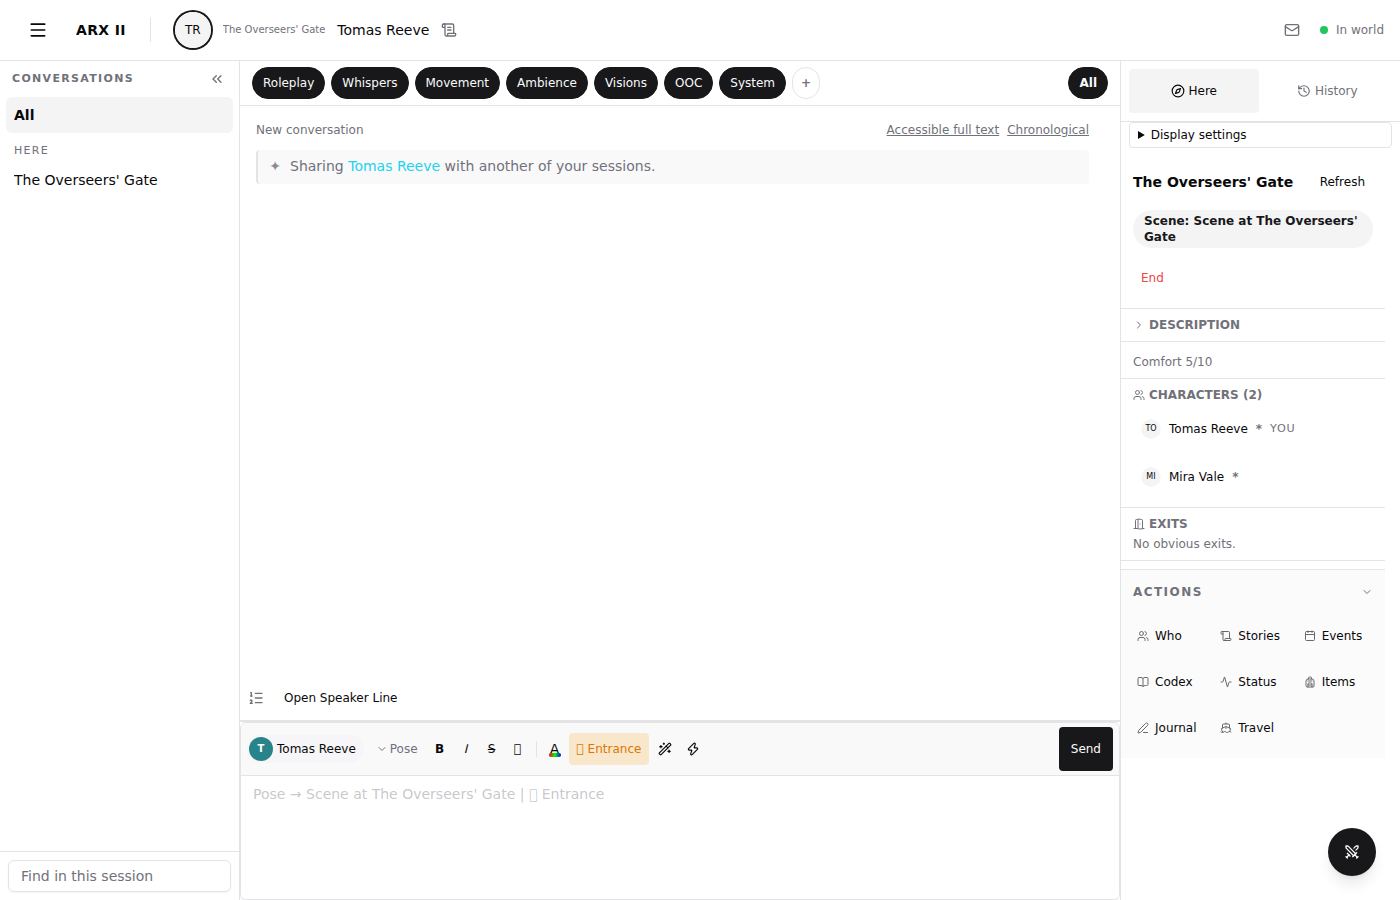 ARX II
TR
The Overseers' Gate
Tomas Reeve
In world
CONVERSATIONS
All
HERE
The Overseers' Gate
Find in this session
Roleplay
Whispers
Movement
Ambience
Visions
OOC
System
+
All
New conversation
Accessible full text
Chronological
✦ Sharing Tomas Reeve with another of your sessions.
Open Speaker Line
T
Tomas Reeve
Pose
B
I
S
A
Entrance
Send
Pose → Scene at The Overseers' Gate | Entrance
Here
History
Display settings
The Overseers' Gate
Refresh
Scene: Scene at The Overseers'
Gate
End
DESCRIPTION
Comfort 5/10
CHARACTERS (2)
TO
Tomas Reeve * YOU
MI
Mira Vale *
EXITS
No obvious exits.
ACTIONS
Who
Stories
Events
Codex
Status
Items
Journal
Travel